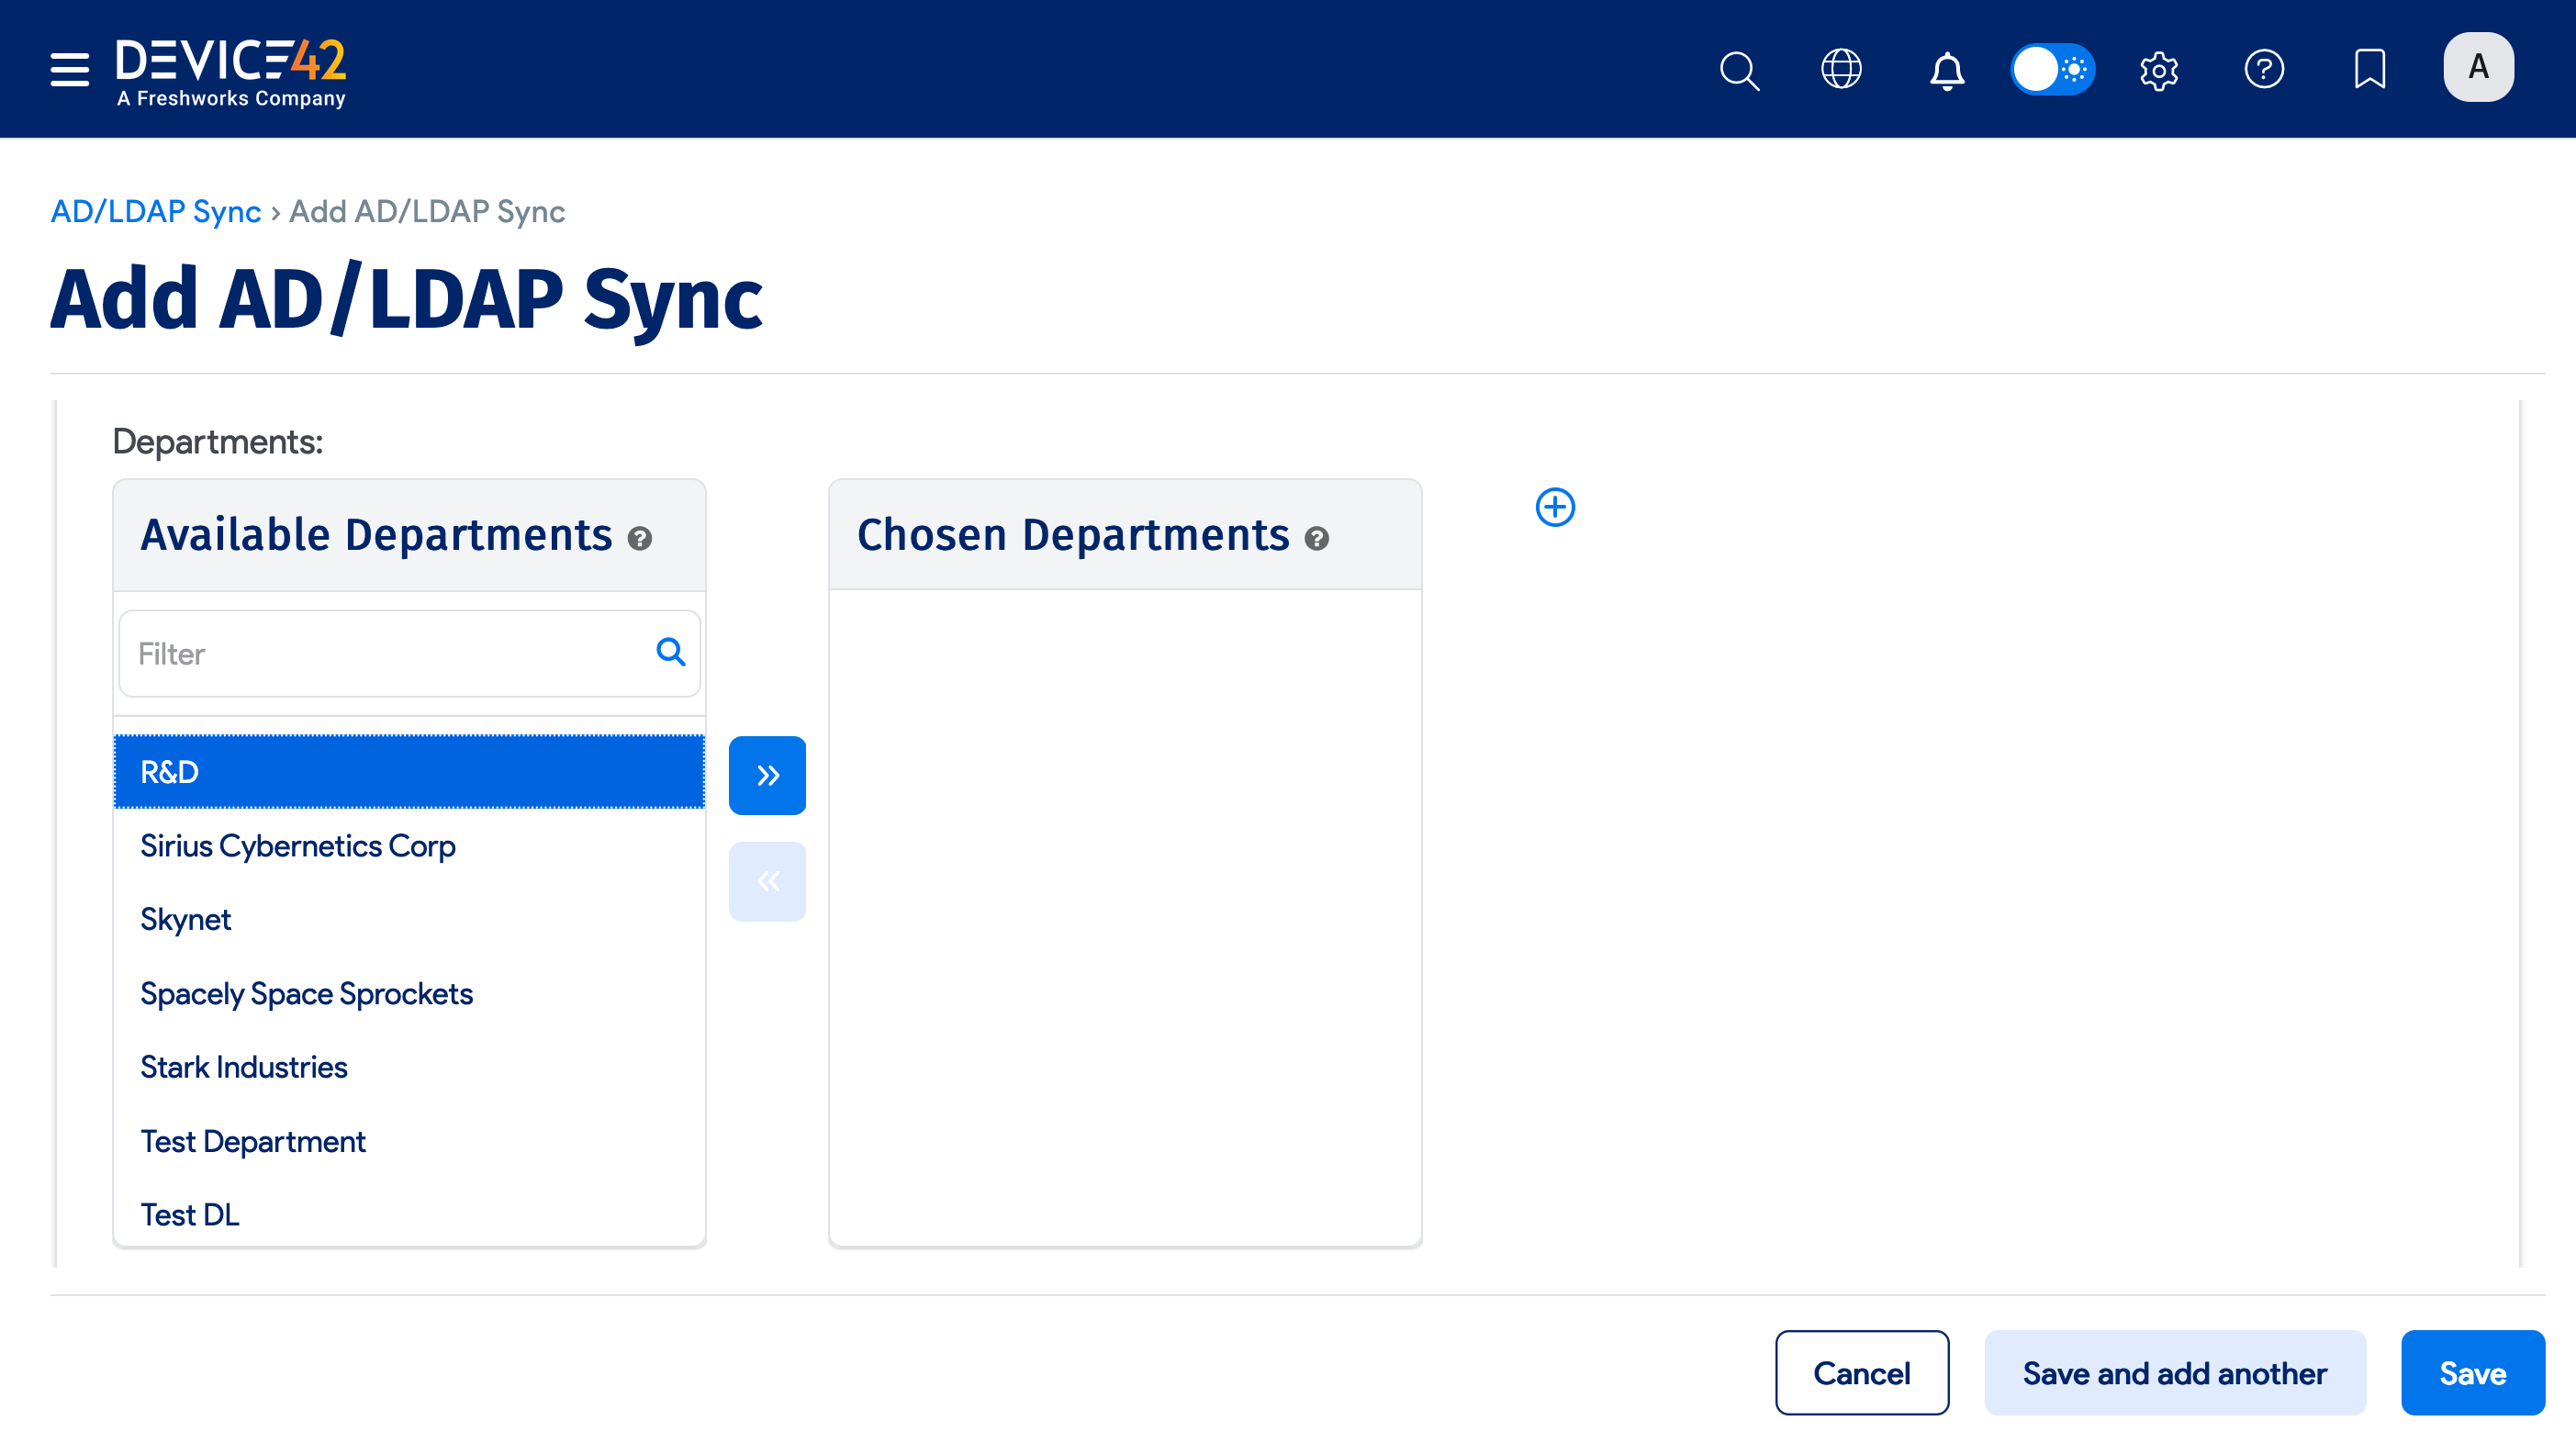 DEVICE42
A Freshworks Company
A
AD/LDAP Sync › Add AD/LDAP Sync
Add AD/LDAP Sync
Departments:
Available Departments
Chosen Departments
Filter
R&D
Sirius Cybernetics Corp
Skynet
Spacely Space Sprockets
Stark Industries
Test Department
Test DL
Cancel
Save and add another
Save